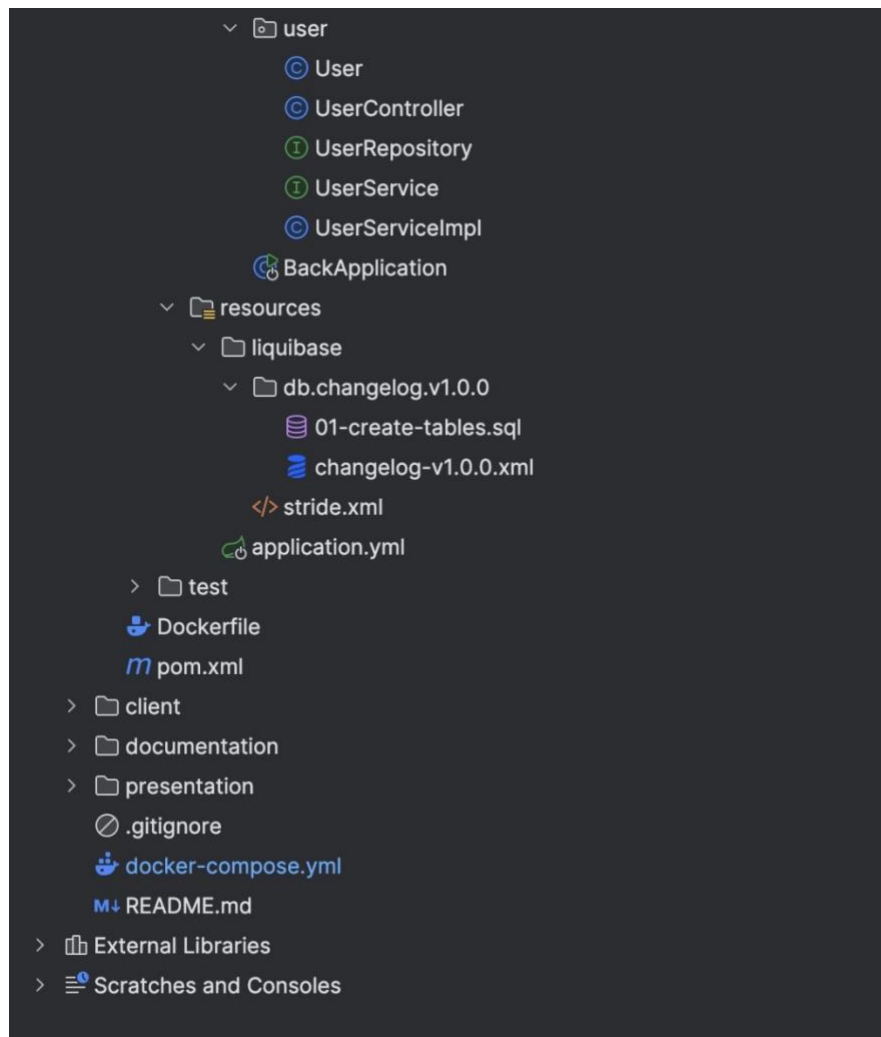 user
User
UserController
UserRepository
UserService
UserServiceImpl
BackApplication
resources
liquibase
db.changelog.v1.0.0
01-create-tables.sql
changelog-v1.0.0.xml
stride.xml
application.yml
test
Dockerfile
pom.xml
client
documentation
presentation
.gitignore
docker-compose.yml
README.md
External Libraries
Scratches and Consoles